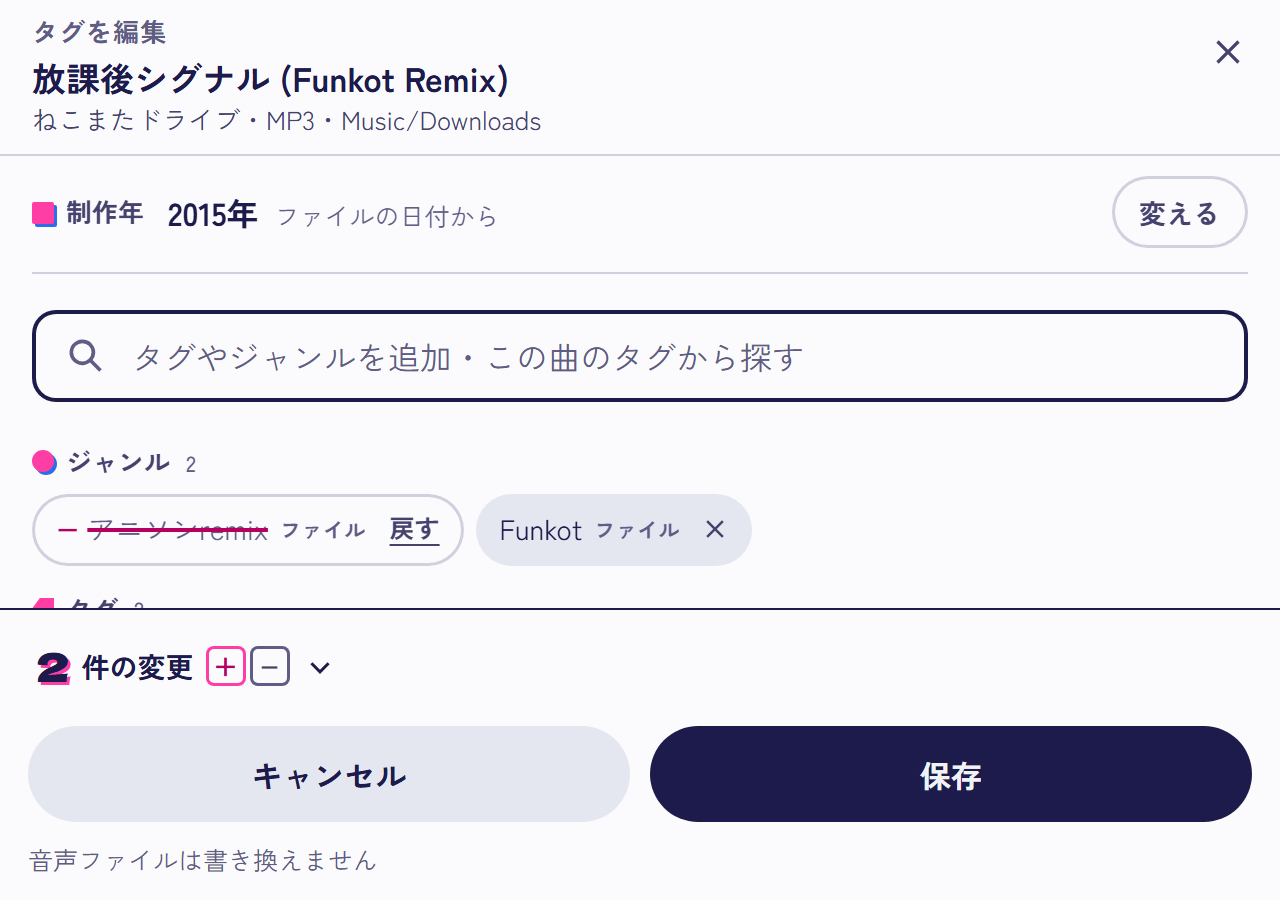 タグを編集
放課後シグナル (Funkot Remix)
ねこまたドライブ・MP3・Music/Downloads
制作年 2015年 ファイルの日付から 変える
タグやジャンルを追加・この曲のタグから探す
ジャンル 2
アニソンremix ファイル 戻す Funkot ファイル
タグ
2 件の変更
キャンセル 保存
音声ファイルは書き換えません